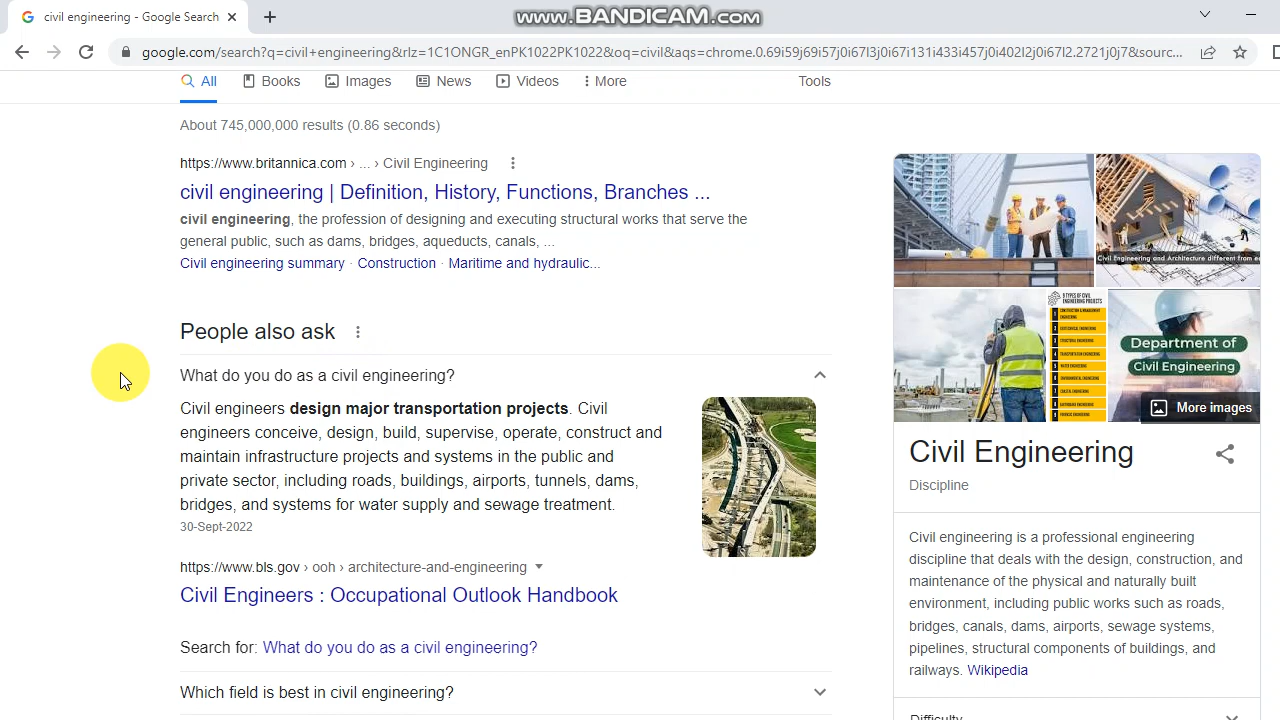 civil engineering - Google Search
www.BANDICAM.com
google.com/search?q=civil+engineering&rlz=1C1ONGR_enPK1022PK1022&oq=civil&aqs=chrome.0.69i59j69i57j0i67l3j0i67i131i433i457j0i402l2j0i67l2.2721j0j7&sourc...
All
Books
Images
News
Videos
More
Tools
About 745,000,000 results (0.86 seconds)
https://www.britannica.com › ... › Civil Engineering
civil engineering | Definition, History, Functions, Branches ...
civil engineering, the profession of designing and executing structural works that serve the
general public, such as dams, bridges, aqueducts, canals, ...
Civil engineering summary · Construction · Maritime and hydraulic...
People also ask
What do you do as a civil engineering?
Civil engineers design major transportation projects. Civil
engineers conceive, design, build, supervise, operate, construct and
maintain infrastructure projects and systems in the public and
private sector, including roads, buildings, airports, tunnels, dams,
bridges, and systems for water supply and sewage treatment.
30-Sept-2022
https://www.bls.gov › ooh › architecture-and-engineering
Civil Engineers : Occupational Outlook Handbook
Search for: What do you do as a civil engineering?
Which field is best in civil engineering?
Civil Engineering and Architecture different from
Department of
Civil Engineering
More images
Civil Engineering
Discipline
Civil engineering is a professional engineering
discipline that deals with the design, construction, and
maintenance of the physical and naturally built
environment, including public works such as roads,
bridges, canals, dams, airports, sewage systems,
pipelines, structural components of buildings, and
railways. Wikipedia
Difficulty